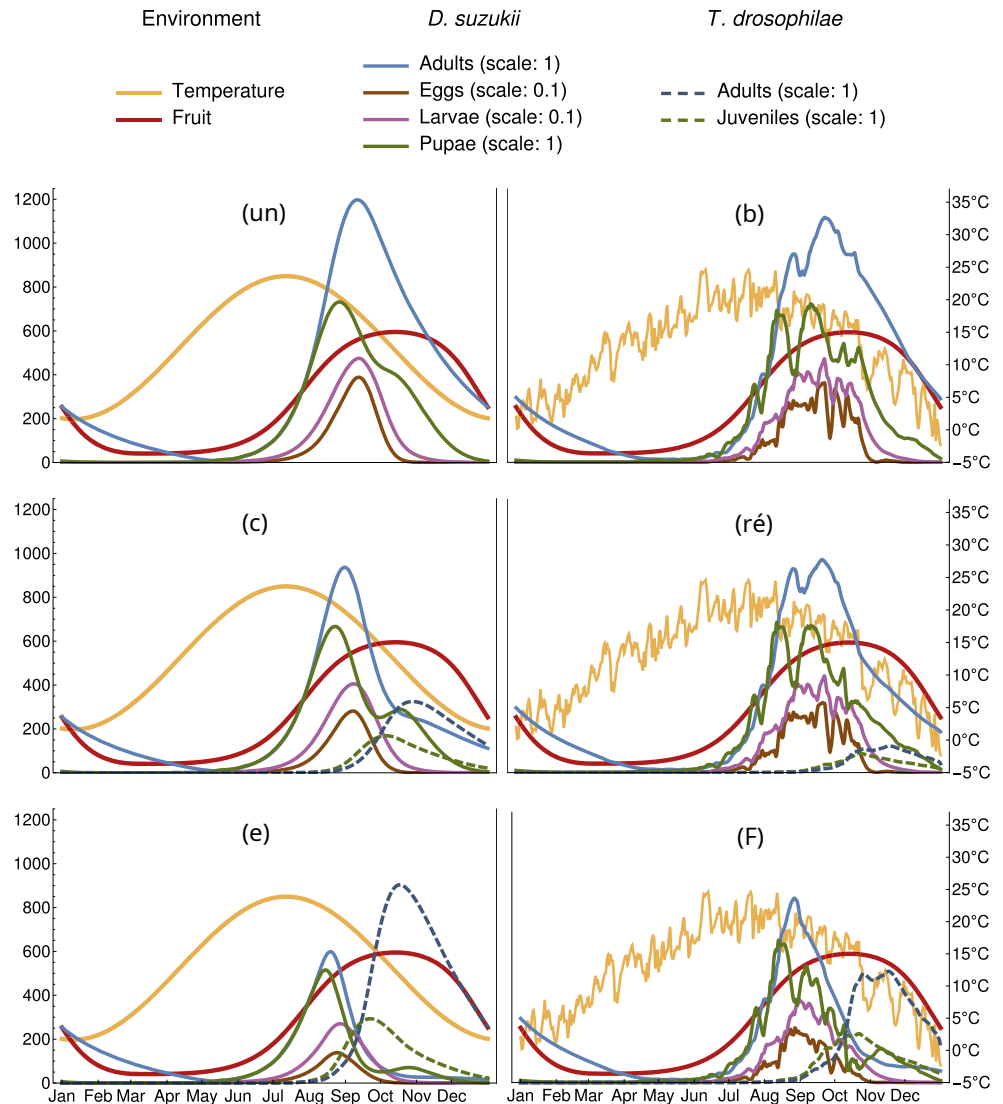 Environment
D. suzukii
T. drosophilae
Temperature
Fruit
Adults (scale: 1)
Eggs (scale: 0.1)
Larvae (scale: 0.1)
Pupae (scale: 1)
Adults (scale: 1)
Juveniles (scale: 1)
(un)
1200
1000
800
600
400
200
0
(b)
35°C
30°C
25°C
20°C
15°C
10°C
5°C
0°C
−5°C
(c)
1200
1000
800
600
400
200
0
(ré)
35°C
30°C
25°C
20°C
15°C
10°C
5°C
0°C
−5°C
(e)
1200
1000
800
600
400
200
0
(F)
35°C
30°C
25°C
20°C
15°C
10°C
5°C
0°C
−5°C
Jan Feb Mar Apr May Jun Jul Aug Sep Oct Nov Dec
Jan Feb Mar Apr May Jun Jul Aug Sep Oct Nov Dec